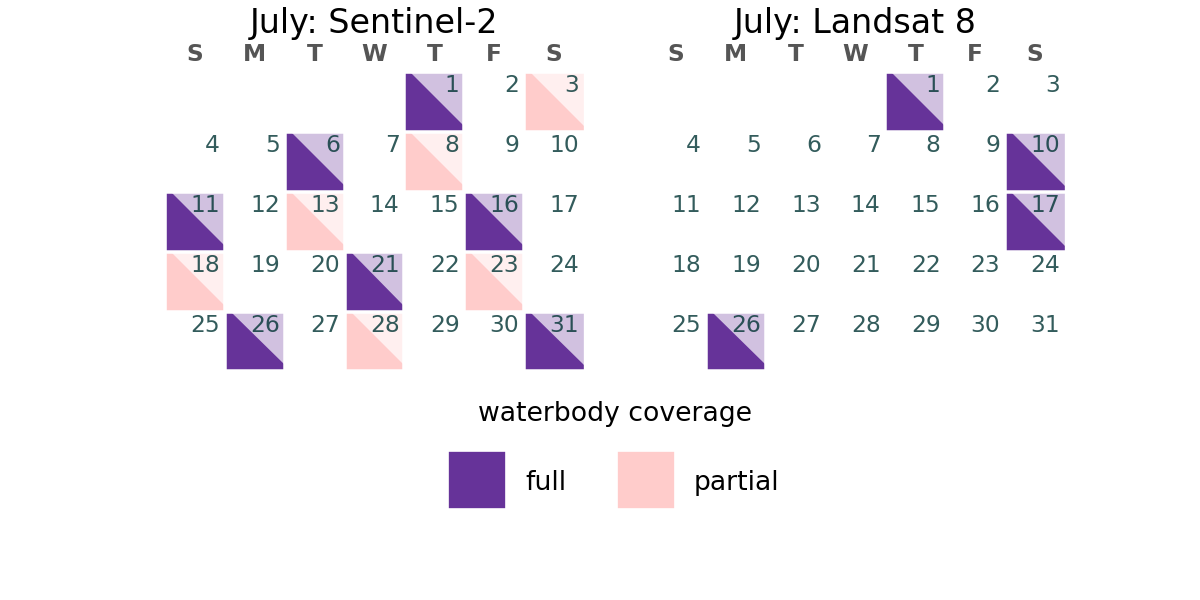 July: Sentinel-2
S M T W T F S
1 2 3
4 5 6 7 8 9 10
11 12 13 14 15 16 17
18 19 20 21 22 23 24
25 26 27 28 29 30 31
July: Landsat 8
S M T W T F S
1 2 3
4 5 6 7 8 9 10
11 12 13 14 15 16 17
18 19 20 21 22 23 24
25 26 27 28 29 30 31
waterbody coverage
full partial